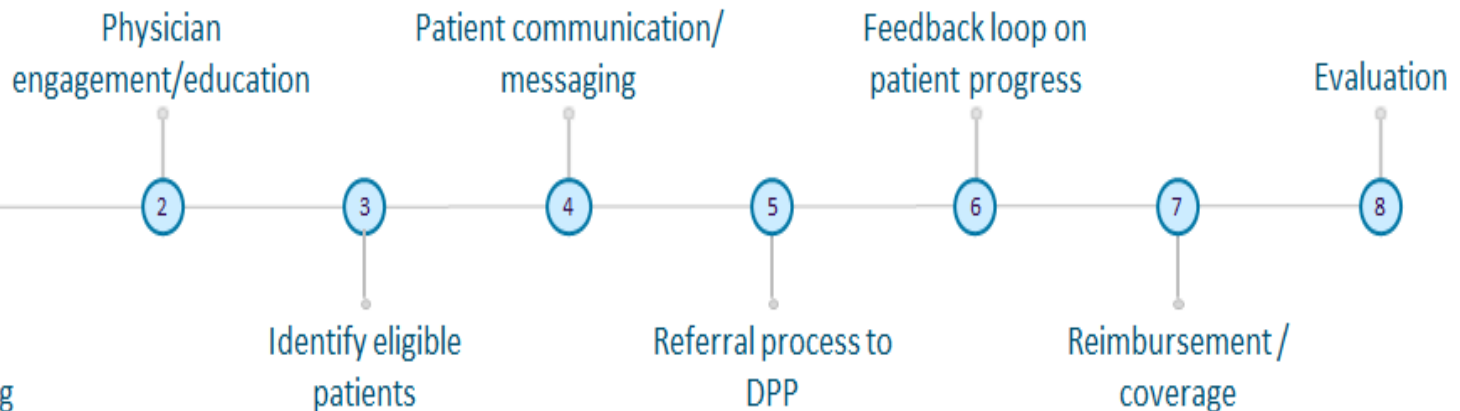 Physician
engagement/education
Patient communication/
messaging
Feedback loop on
patient progress
Evaluation
2
3
4
5
6
7
8
Identify eligible
patients
Referral process to
DPP
Reimbursement/
coverage